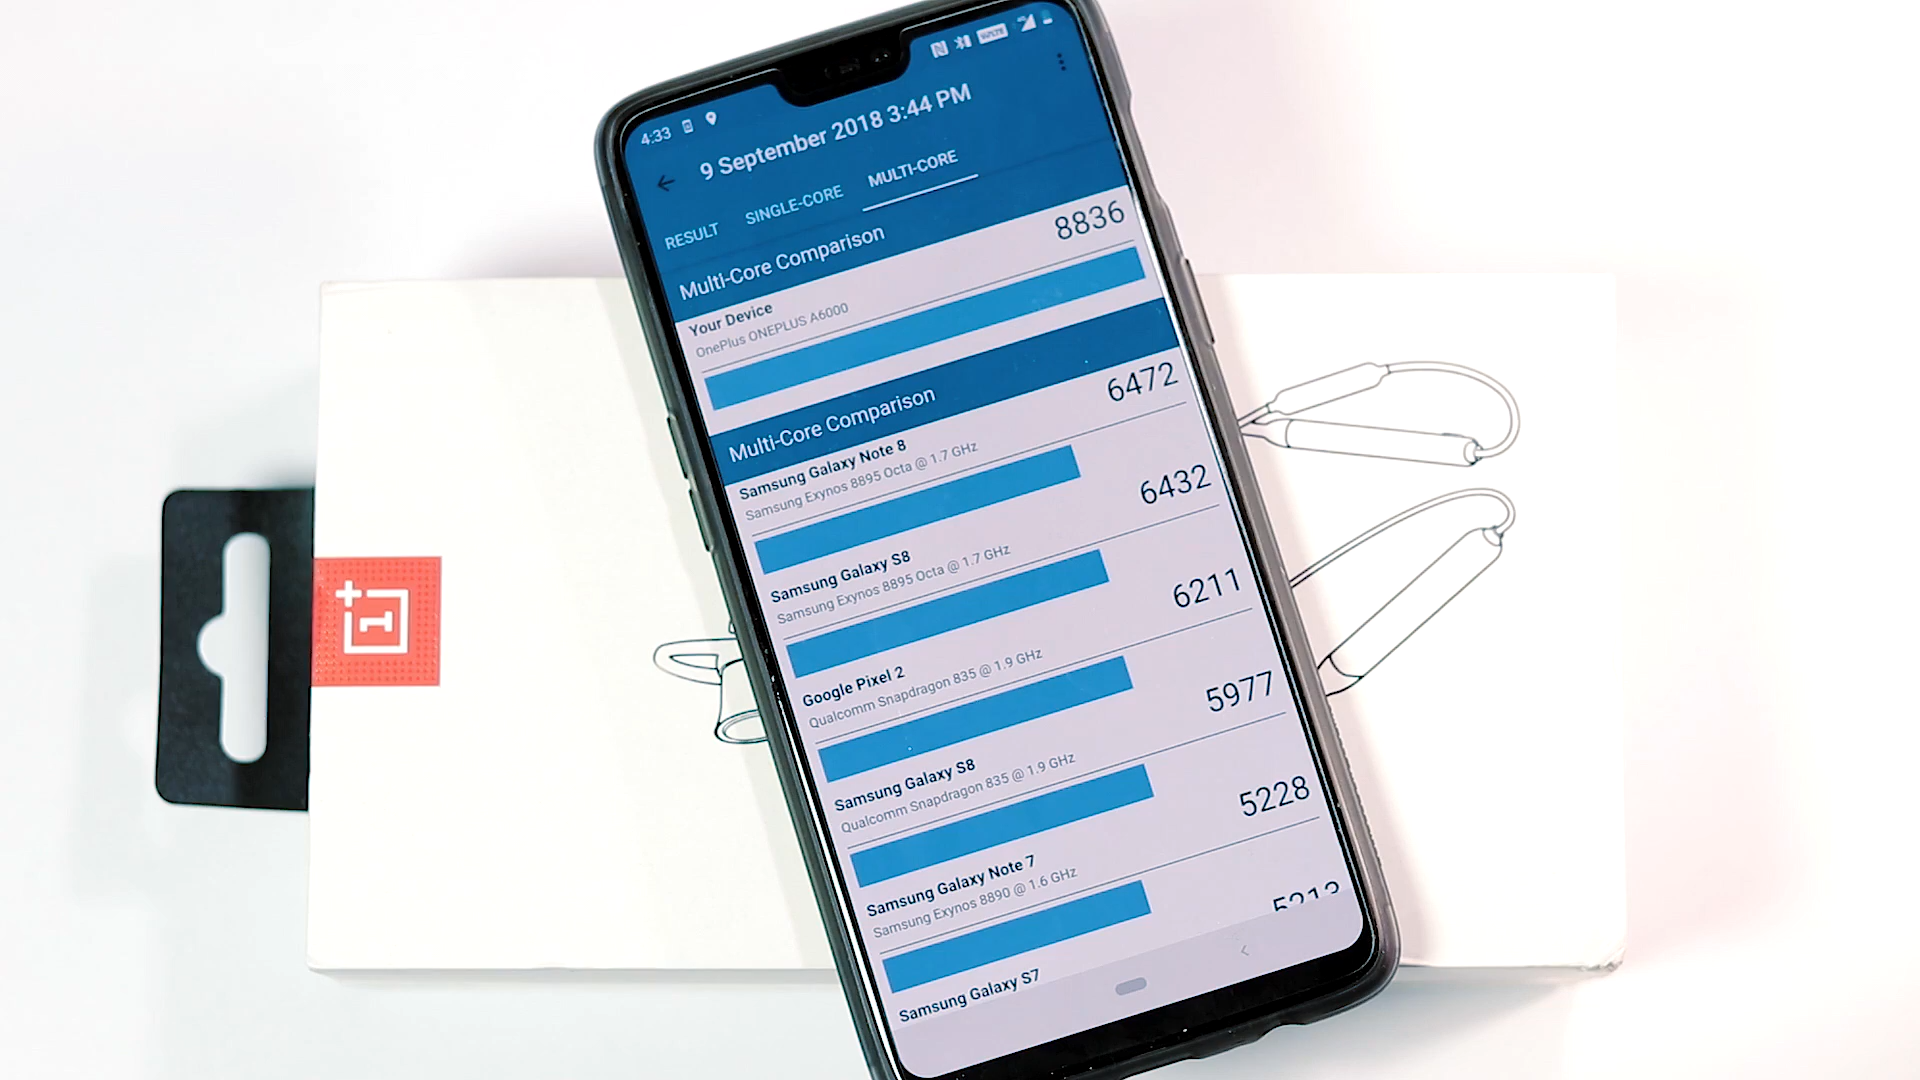 4:33
VoLTE
9 September 2018 3:44 PM
RESULT SINGLE-CORE MULTI-CORE
Multi-Core Comparison
Your Device 8836
OnePlus ONEPLUS A6000
Multi-Core Comparison
Samsung Galaxy Note 8 6472
Samsung Exynos 8895 Octa @ 1.7 GHz
Samsung Galaxy S8 6432
Samsung Exynos 8895 Octa @ 1.7 GHz
Google Pixel 2 6211
Qualcomm Snapdragon 835 @ 1.9 GHz
Samsung Galaxy S8 5977
Qualcomm Snapdragon 835 @ 1.9 GHz
Samsung Galaxy Note 7 5228
Samsung Exynos 8890 @ 1.6 GHz
Samsung Galaxy S7
1+